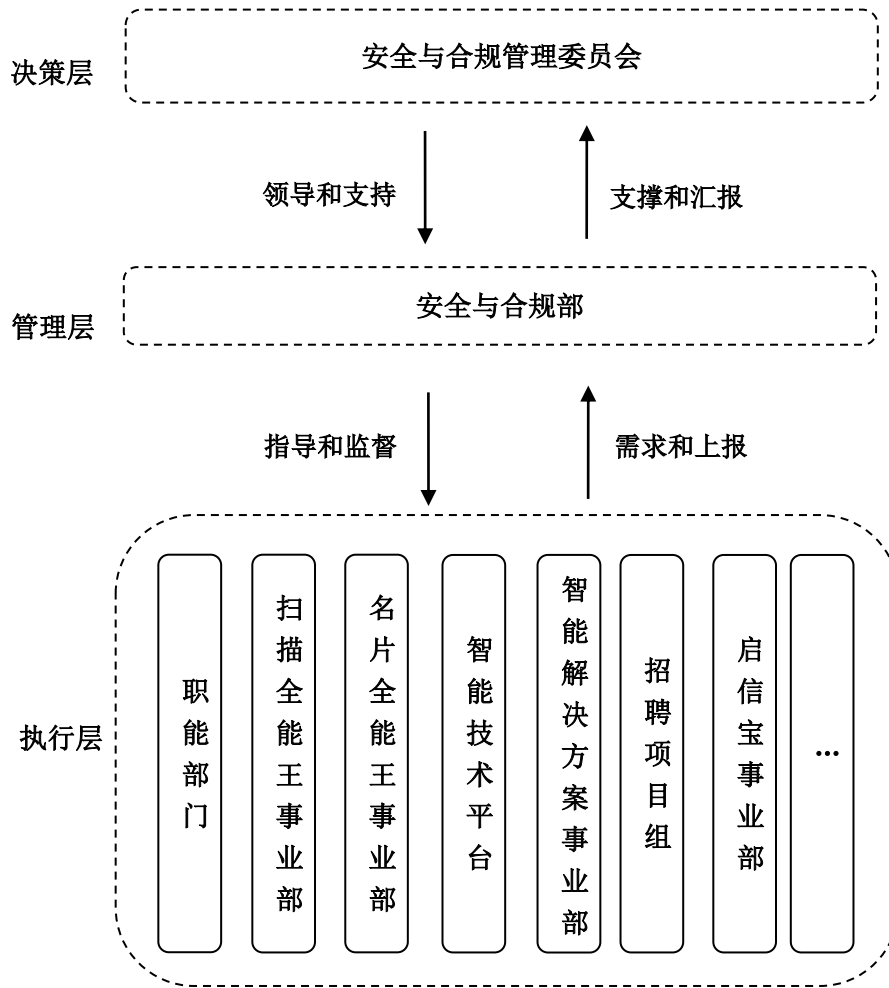 安全与合规管理委员会
决策层
领导和支持
支撑和汇报
安全与合规部
管理层
指导和监督
需求和上报
执行层
职能部门
扫描全能王事业部
名片全能王事业部
智能技术平台
智能解决方案事业部
招聘项目组
启信宝事业部
...